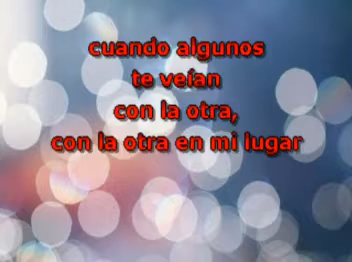 cuando algunos
te veían
con la otra,
con la otra en mi lugar